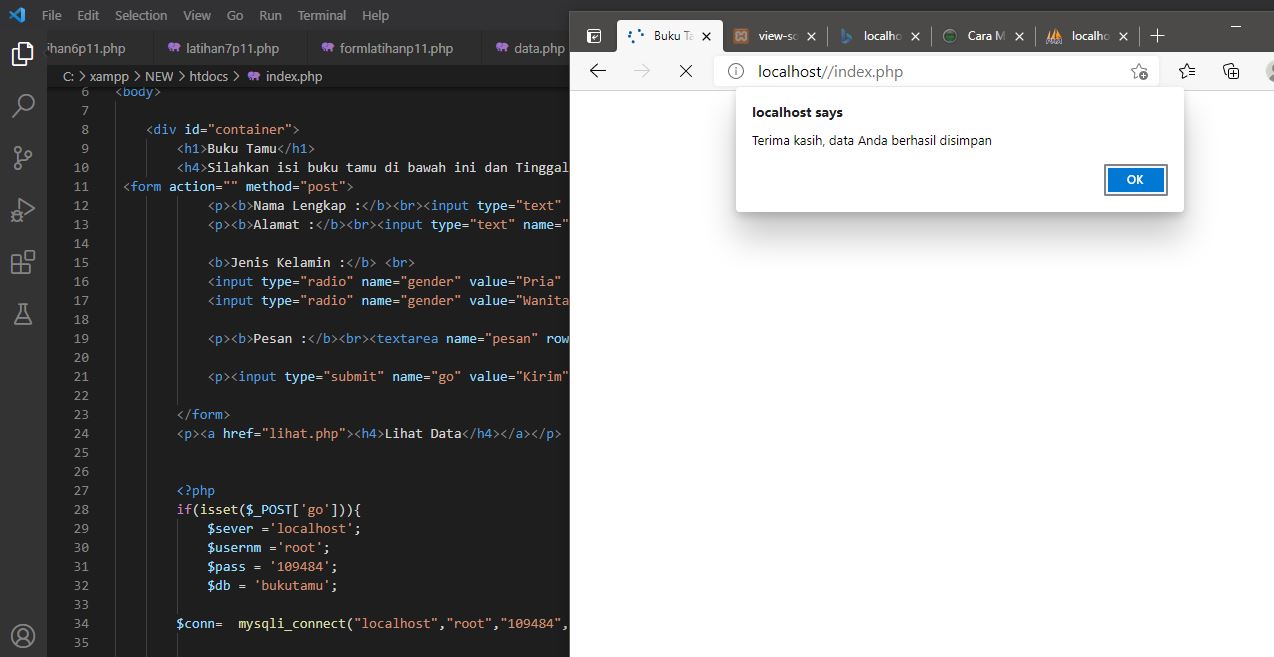 File Edit Selection View Go Run Terminal Help
han6p11.php latihan7p11.php formlatihanp11.php data.php
C: > xampp > NEW > htdocs > index.php
6 <body>
7
8 <div id="container">
9 <h1>Buku Tamu</h1>
10 <h4>Silahkan isi buku tamu di bawah ini dan Tinggal
11 <form action="" method="post">
12 <p><b>Nama Lengkap :</b><br><input type="text"
13 <p><b>Alamat :</b><br><input type="text" name="
14
15 <b>Jenis Kelamin :</b> <br>
16 <input type="radio" name="gender" value="Pria"
17 <input type="radio" name="gender" value="Wanita
18
19 <p><b>Pesan :</b><br><textarea name="pesan" row
20
21 <p><input type="submit" name="go" value="Kirim"
22
23 </form>
24 <p><a href="lihat.php"><h4>Lihat Data</h4></a></p>
25
26
27 <?php
28 if(isset($_POST['go'])){
29 $sever ='localhost';
30 $usernm ='root';
31 $pass = '109484';
32 $db = 'bukutamu';
33
34 $conn= mysqli_connect("localhost","root","109484",
35
Buku Ta view-so localho Cara M localho
localhost//index.php
localhost says
Terima kasih, data Anda berhasil disimpan
OK